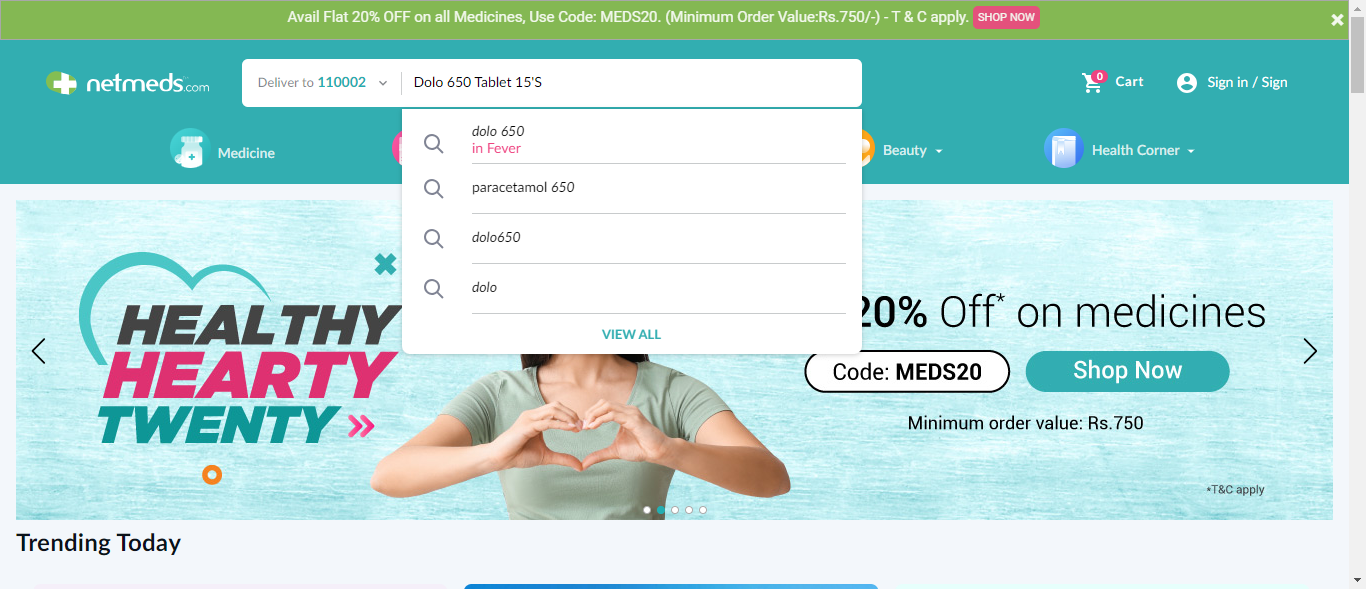 Avail Flat 20% OFF on all Medicines, Use Code: MEDS20. (Minimum Order Value:Rs.750/-) - T & C apply. SHOP NOW
netmeds.com
Deliver to 110002
Dolo 650 Tablet 15'S
0 Cart
Sign in / Sign
Medicine
Beauty
Health Corner
dolo 650
in Fever
paracetamol 650
dolo650
dolo
VIEW ALL
HEALTHY
HEARTY
TWENTY
20% Off* on medicines
Code: MEDS20
Shop Now
Minimum order value: Rs.750
*T&C apply
Trending Today